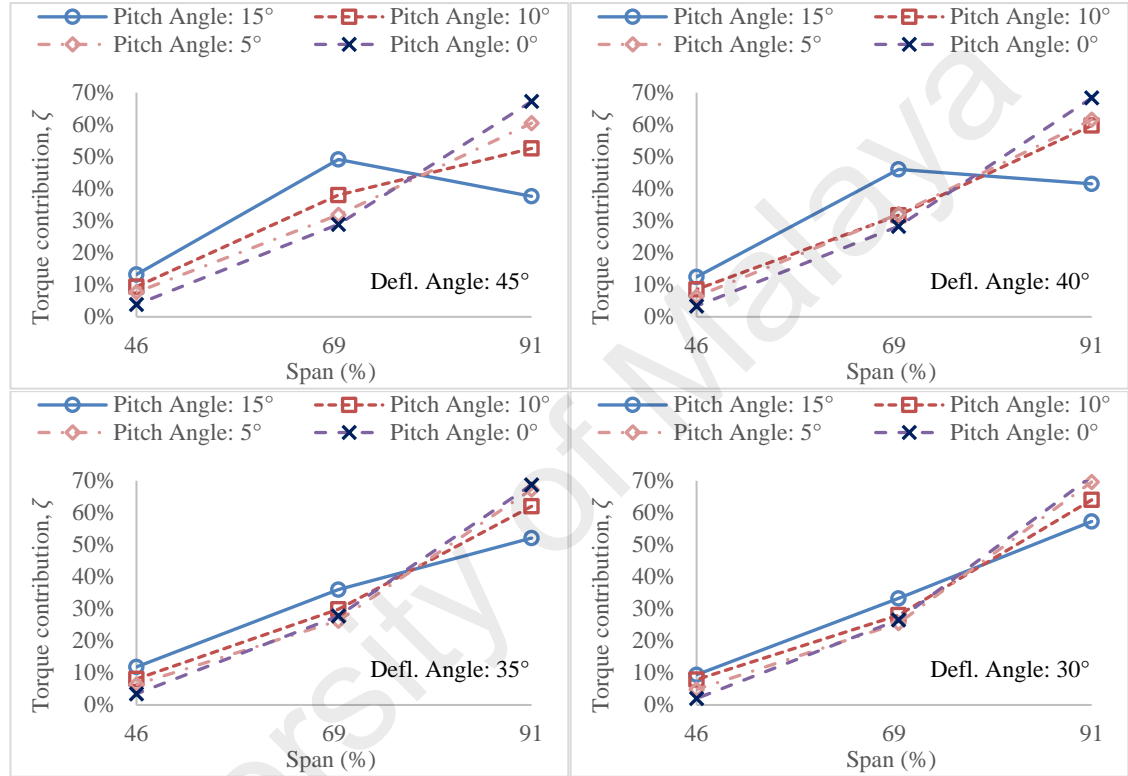 Pitch Angle: 15° Pitch Angle: 10°
Pitch Angle: 5° Pitch Angle: 0°
Torque contribution, ζ
70%
60%
50%
40%
30%
20%
10%
0%
Defl. Angle: 45°
46 69 91
Span (%)
Pitch Angle: 15° Pitch Angle: 10°
Pitch Angle: 5° Pitch Angle: 0°
Torque contribution, ζ
70%
60%
50%
40%
30%
20%
10%
0%
Defl. Angle: 40°
46 69 91
Span (%)
Pitch Angle: 15° Pitch Angle: 10°
Pitch Angle: 5° Pitch Angle: 0°
Torque contribution, ζ
70%
60%
50%
40%
30%
20%
10%
0%
Defl. Angle: 35°
46 69 91
Span (%)
Pitch Angle: 15° Pitch Angle: 10°
Pitch Angle: 5° Pitch Angle: 0°
Torque contribution, ζ
70%
60%
50%
40%
30%
20%
10%
0%
Defl. Angle: 30°
46 69 91
Span (%)
ersity of Malaya